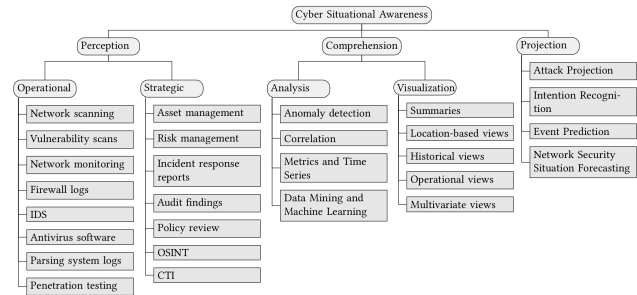 Cyber Situational Awareness
Perception
Comprehension
Projection
Operational
Network scanning
Vulnerability scans
Network monitoring
Firewall logs
IDS
Antivirus software
Parsing system logs
Penetration testing
Strategic
Asset management
Risk management
Incident response
reports
Audit findings
Policy review
OSINT
CTI
Analysis
Anomaly detection
Correlation
Metrics and Time
Series
Data Mining and
Machine Learning
Visualization
Summaries
Location-based views
Historical views
Operational views
Multivariate views
Attack Projection
Intention Recogni-
tion
Event Prediction
Network Security
Situation Forecasting